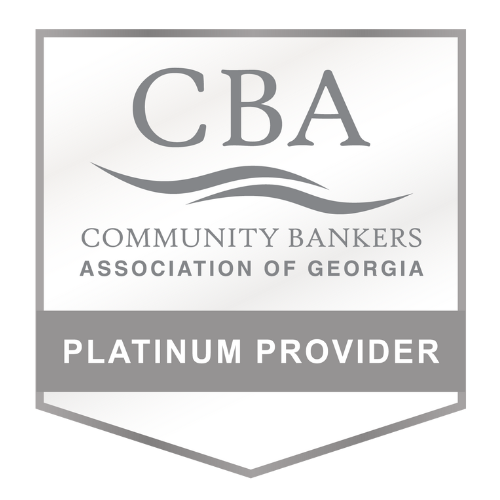 CBA
COMMUNITY BANKERS
ASSOCIATION OF GEORGIA
PLATINUM PROVIDER